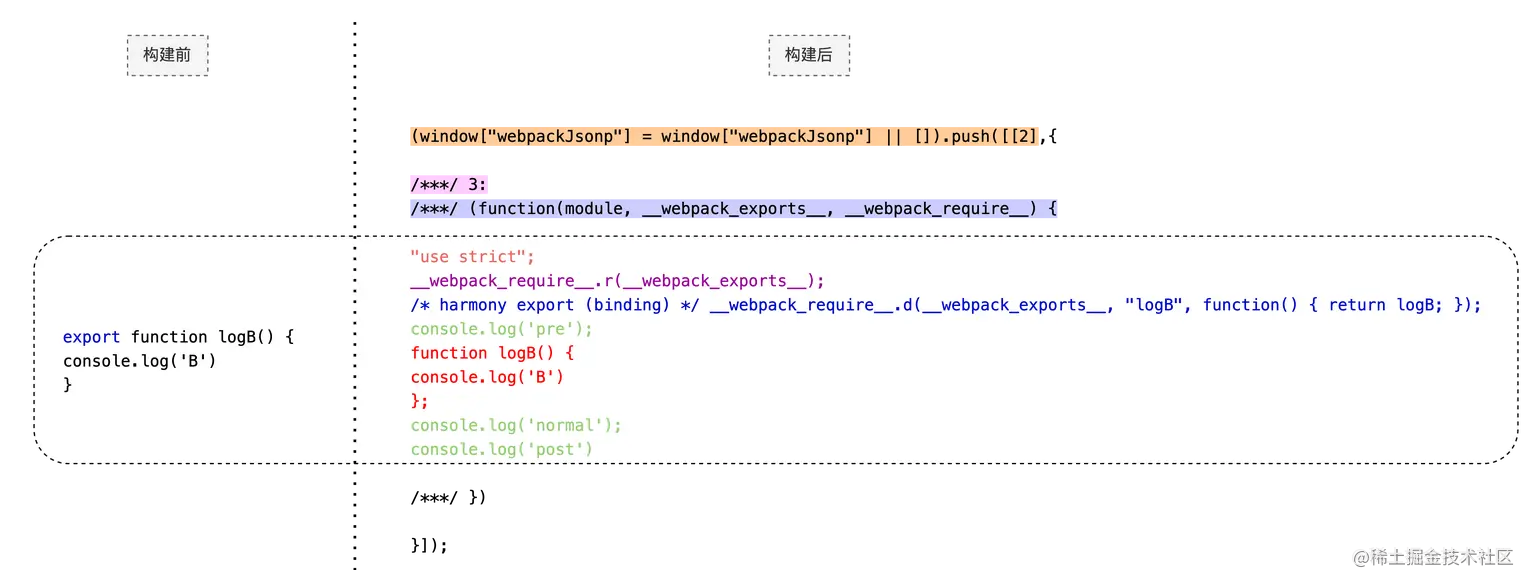 构建前
构建后
(window["webpackJsonp"] = window["webpackJsonp"] || []).push([[2],{
/***/ 3:
/***/ (function(module, __webpack_exports__, __webpack_require__) {
"use strict";
__webpack_require__.r(__webpack_exports__);
/* harmony export (binding) */ __webpack_require__.d(__webpack_exports__, "logB", function() { return logB; });
export function logB() {
console.log('B')
}
console.log('pre');
function logB() {
console.log('B')
};
console.log('normal');
console.log('post')
/***/ })
}]);
@稀土掘金技术社区